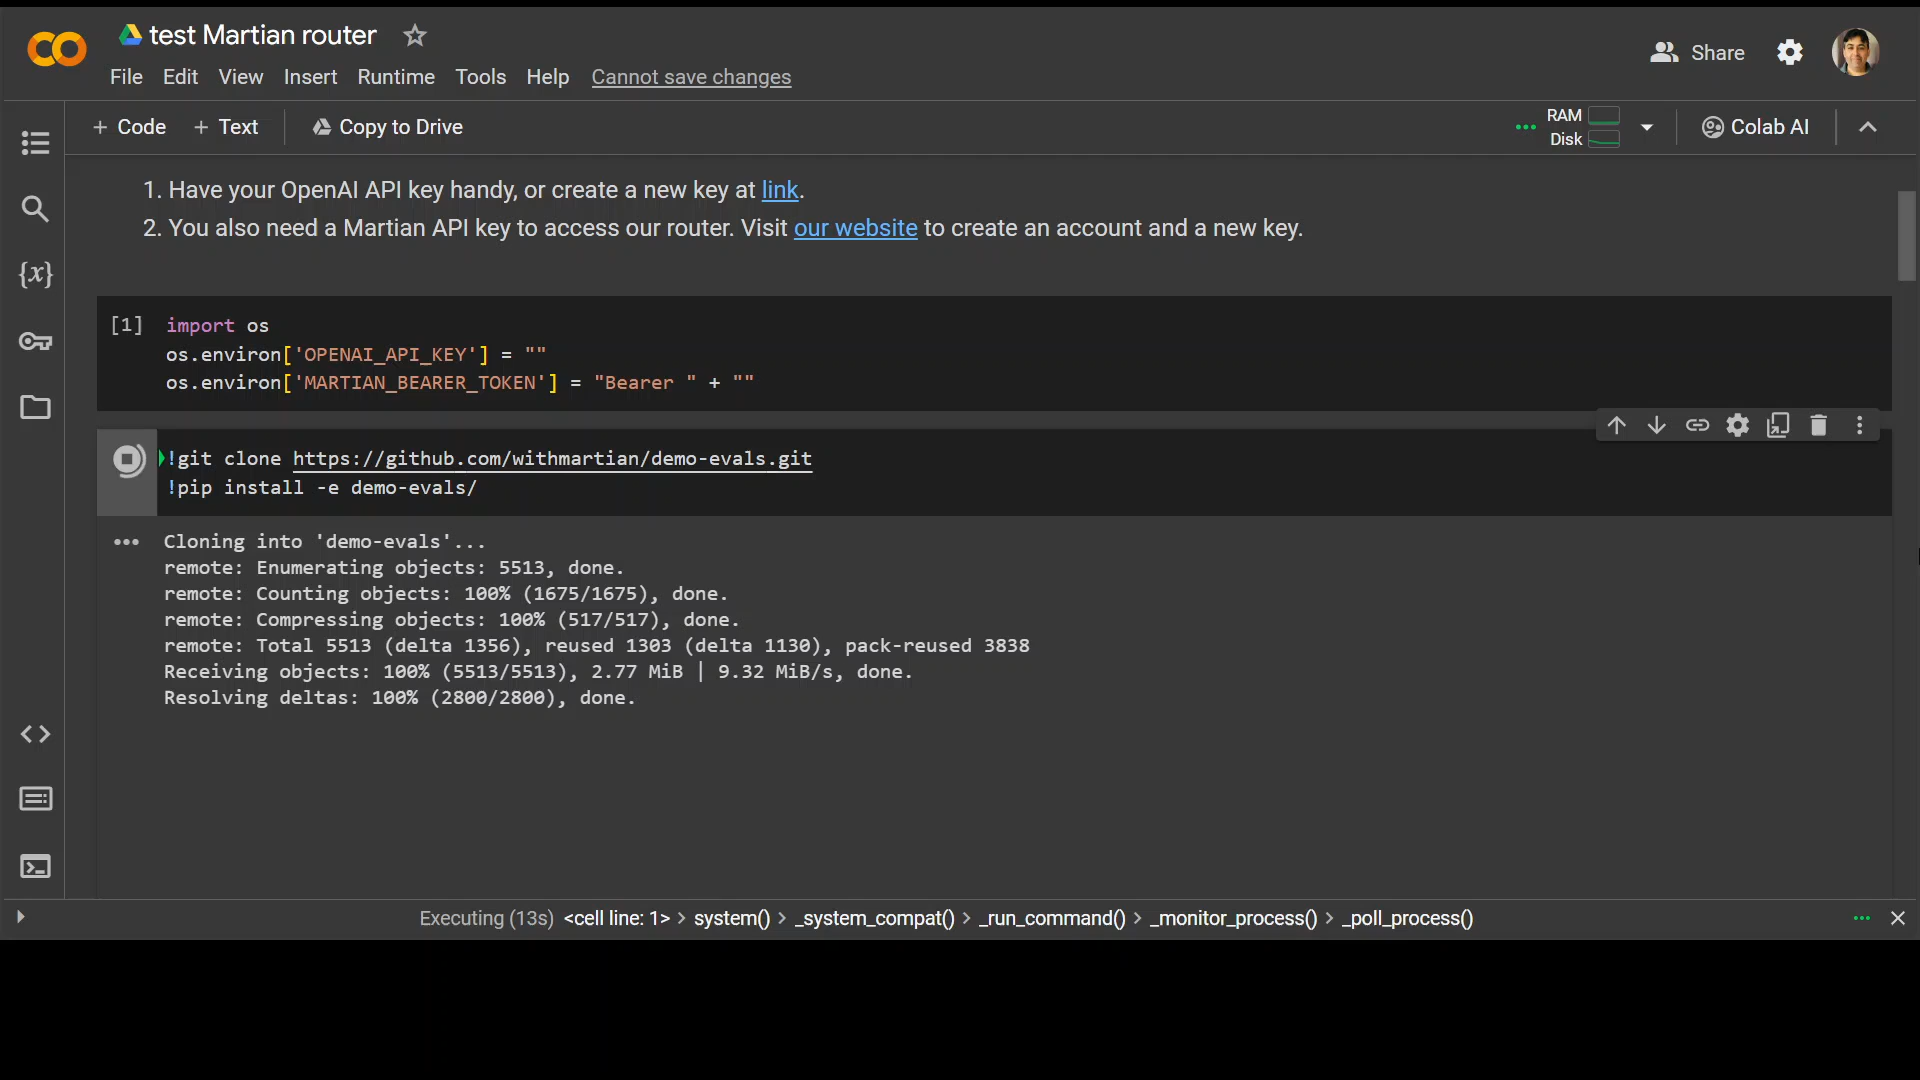 test Martian router
File Edit View Insert Runtime Tools Help Cannot save changes
Share
+ Code + Text Copy to Drive
RAM
Disk
Colab AI
1. Have your OpenAI API key handy, or create a new key at link.
2. You also need a Martian API key to access our router. Visit our website to create an account and a new key.
[1] import os
os.environ['OPENAI_API_KEY'] = ""
os.environ['MARTIAN_BEARER_TOKEN'] = "Bearer " + ""
!git clone https://github.com/withmartian/demo-evals.git
!pip install -e demo-evals/
Cloning into 'demo-evals'...
remote: Enumerating objects: 5513, done.
remote: Counting objects: 100% (1675/1675), done.
remote: Compressing objects: 100% (517/517), done.
remote: Total 5513 (delta 1356), reused 1303 (delta 1130), pack-reused 3838
Receiving objects: 100% (5513/5513), 2.77 MiB | 9.32 MiB/s, done.
Resolving deltas: 100% (2800/2800), done.
Executing (13s) <cell line: 1> > system() > _system_compat() > _run_command() > _monitor_process() > _poll_process()